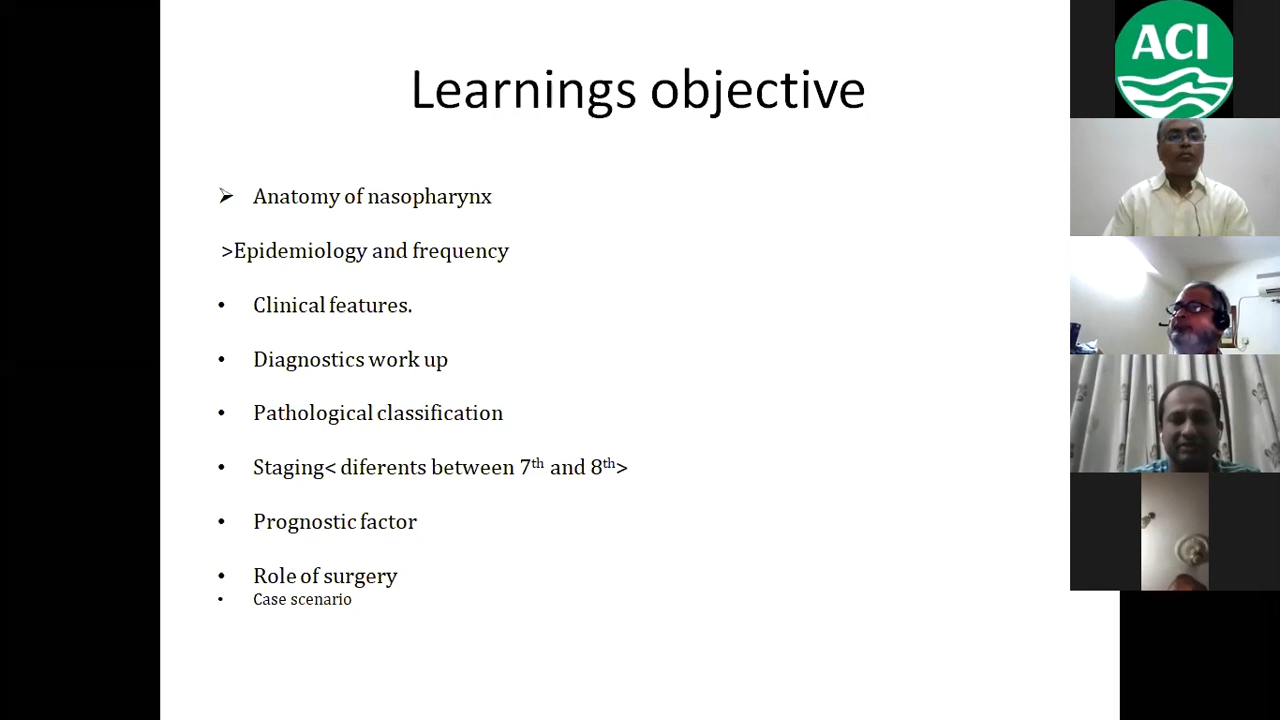 Learnings objective
ACI
➢ Anatomy of nasopharynx
>Epidemiology and frequency
• Clinical features.
• Diagnostics work up
• Pathological classification
• Staging< diferents between 7th and 8th>
• Prognostic factor
• Role of surgery
• Case scenario